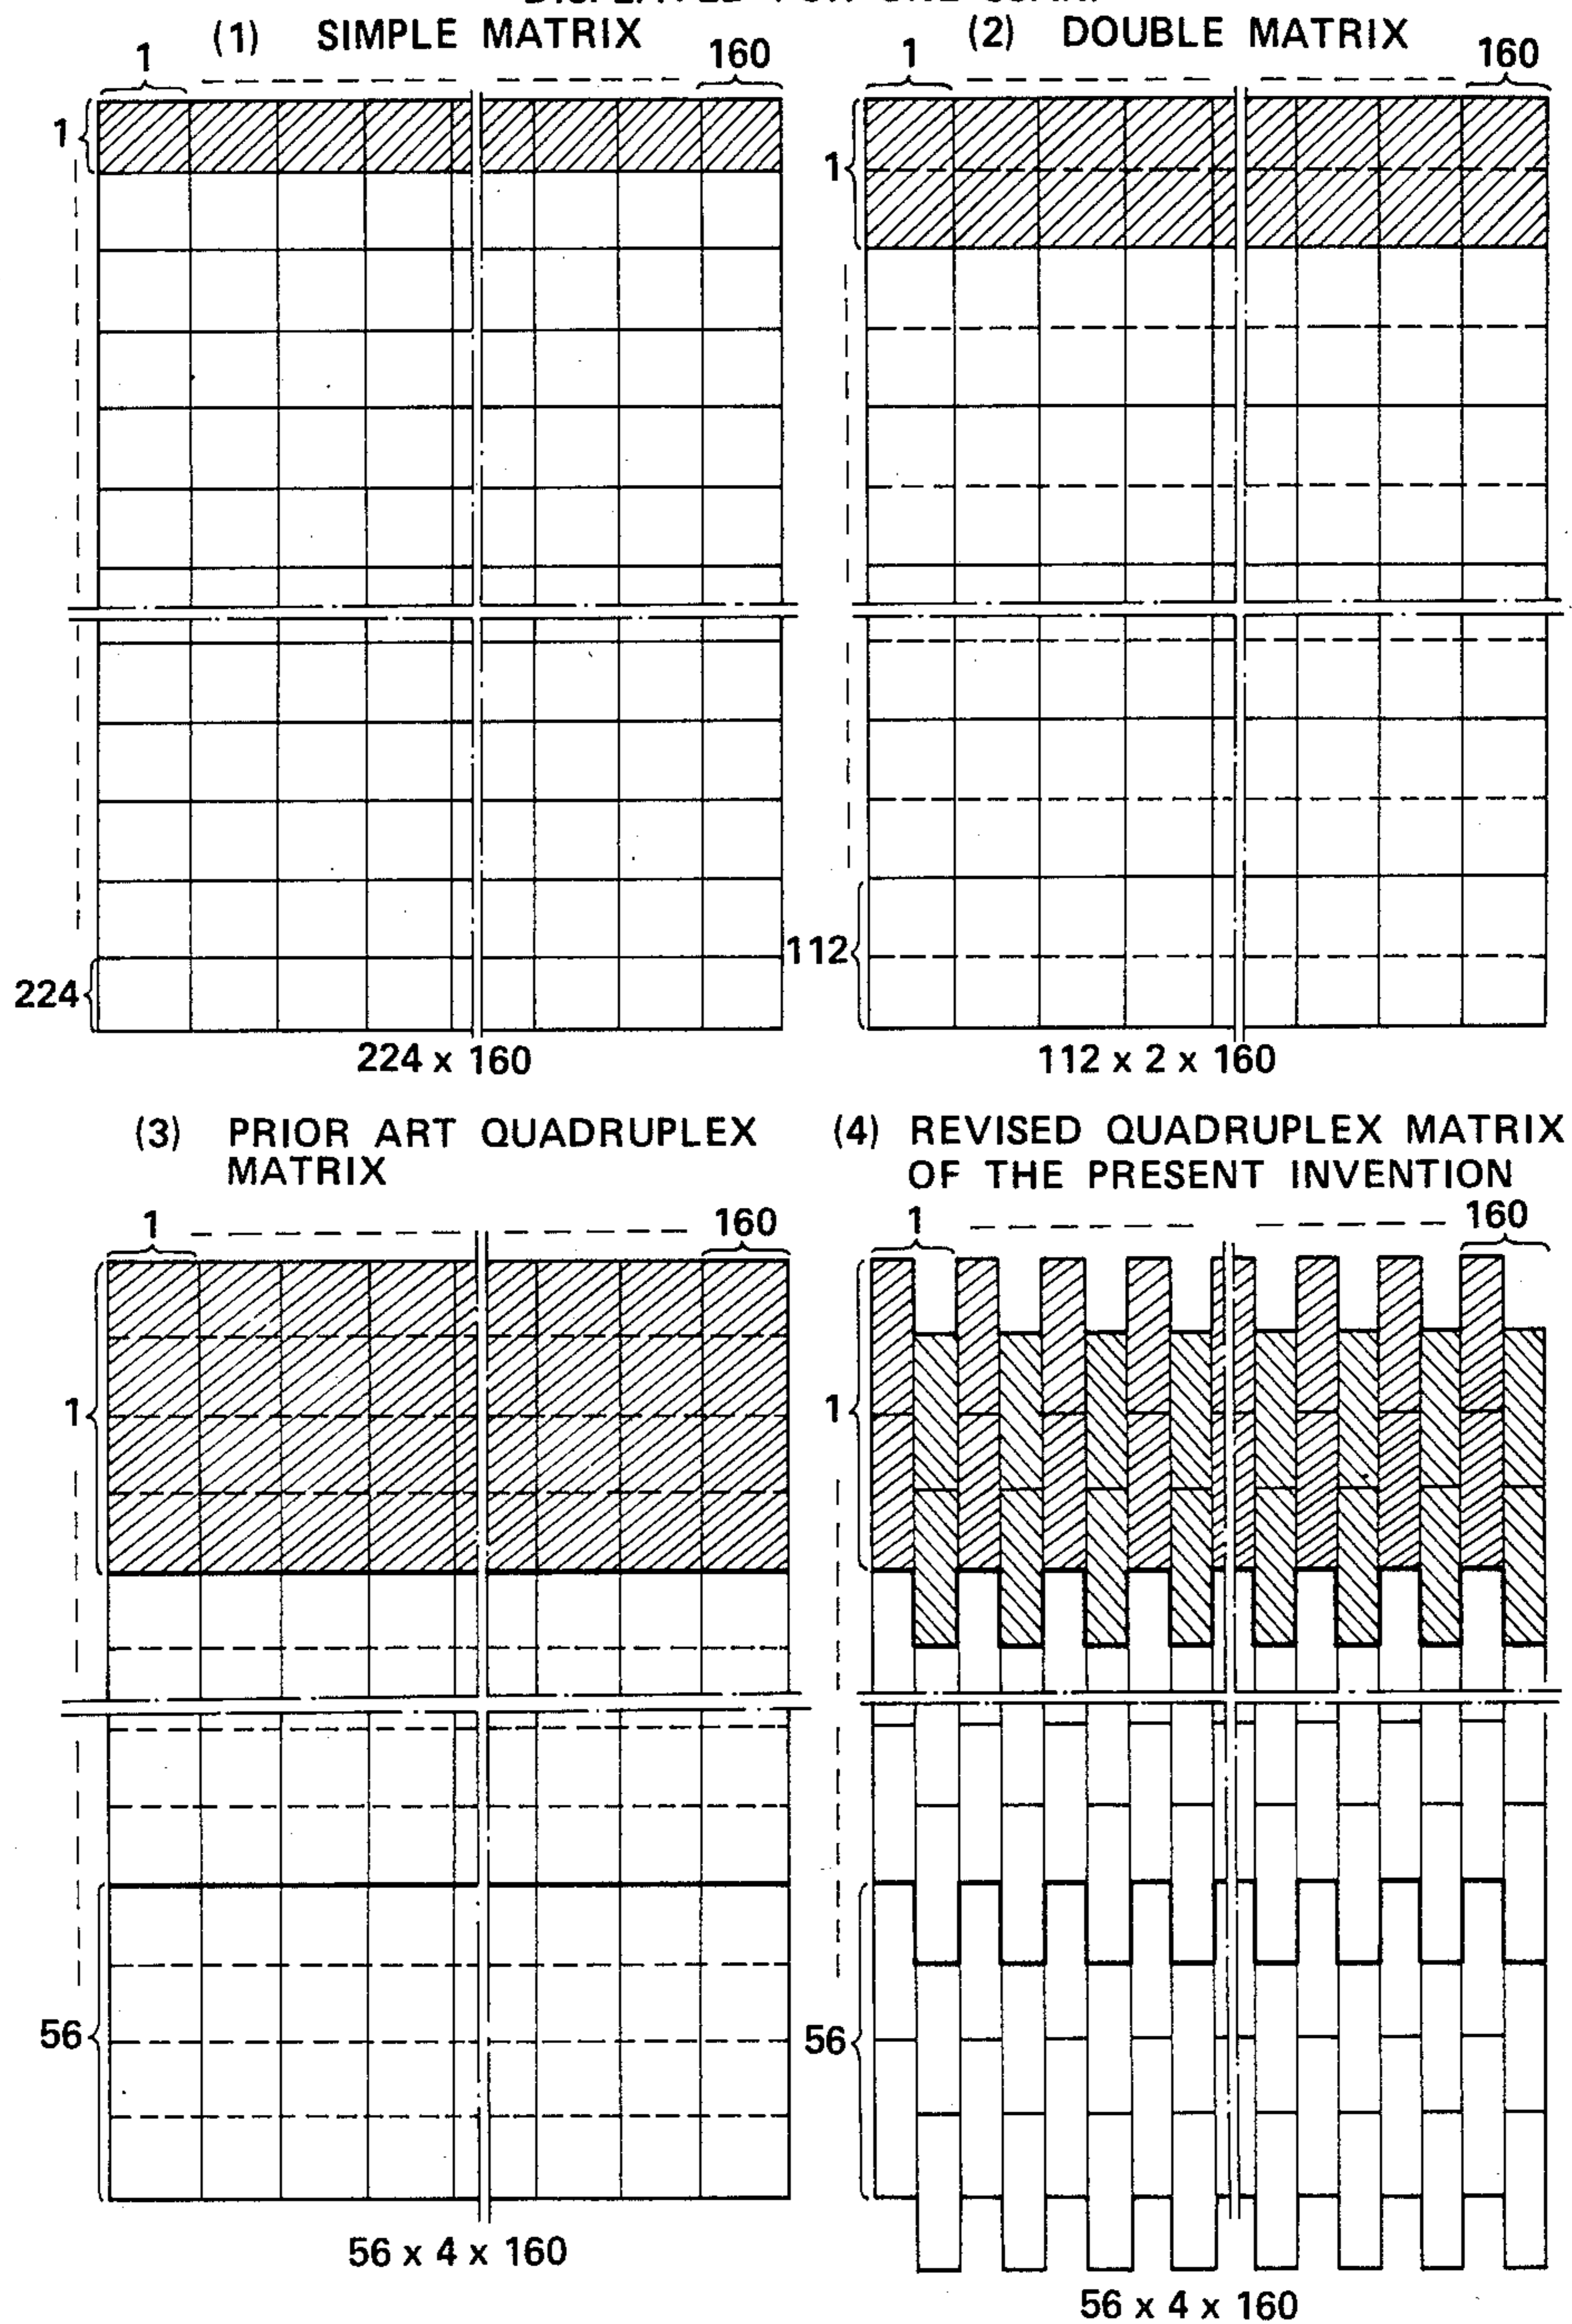 (1) SIMPLE MATRIX
(2) DOUBLE MATRIX
1
160
1
160
1
1
224
112
224 x 160
112 x 2 x 160
(3) PRIOR ART QUADRUPLEX
MATRIX
(4) REVISED QUADRUPLEX MATRIX
OF THE PRESENT INVENTION
1
160
1
160
1
1
56
56
56 x 4 x 160
56 x 4 x 160